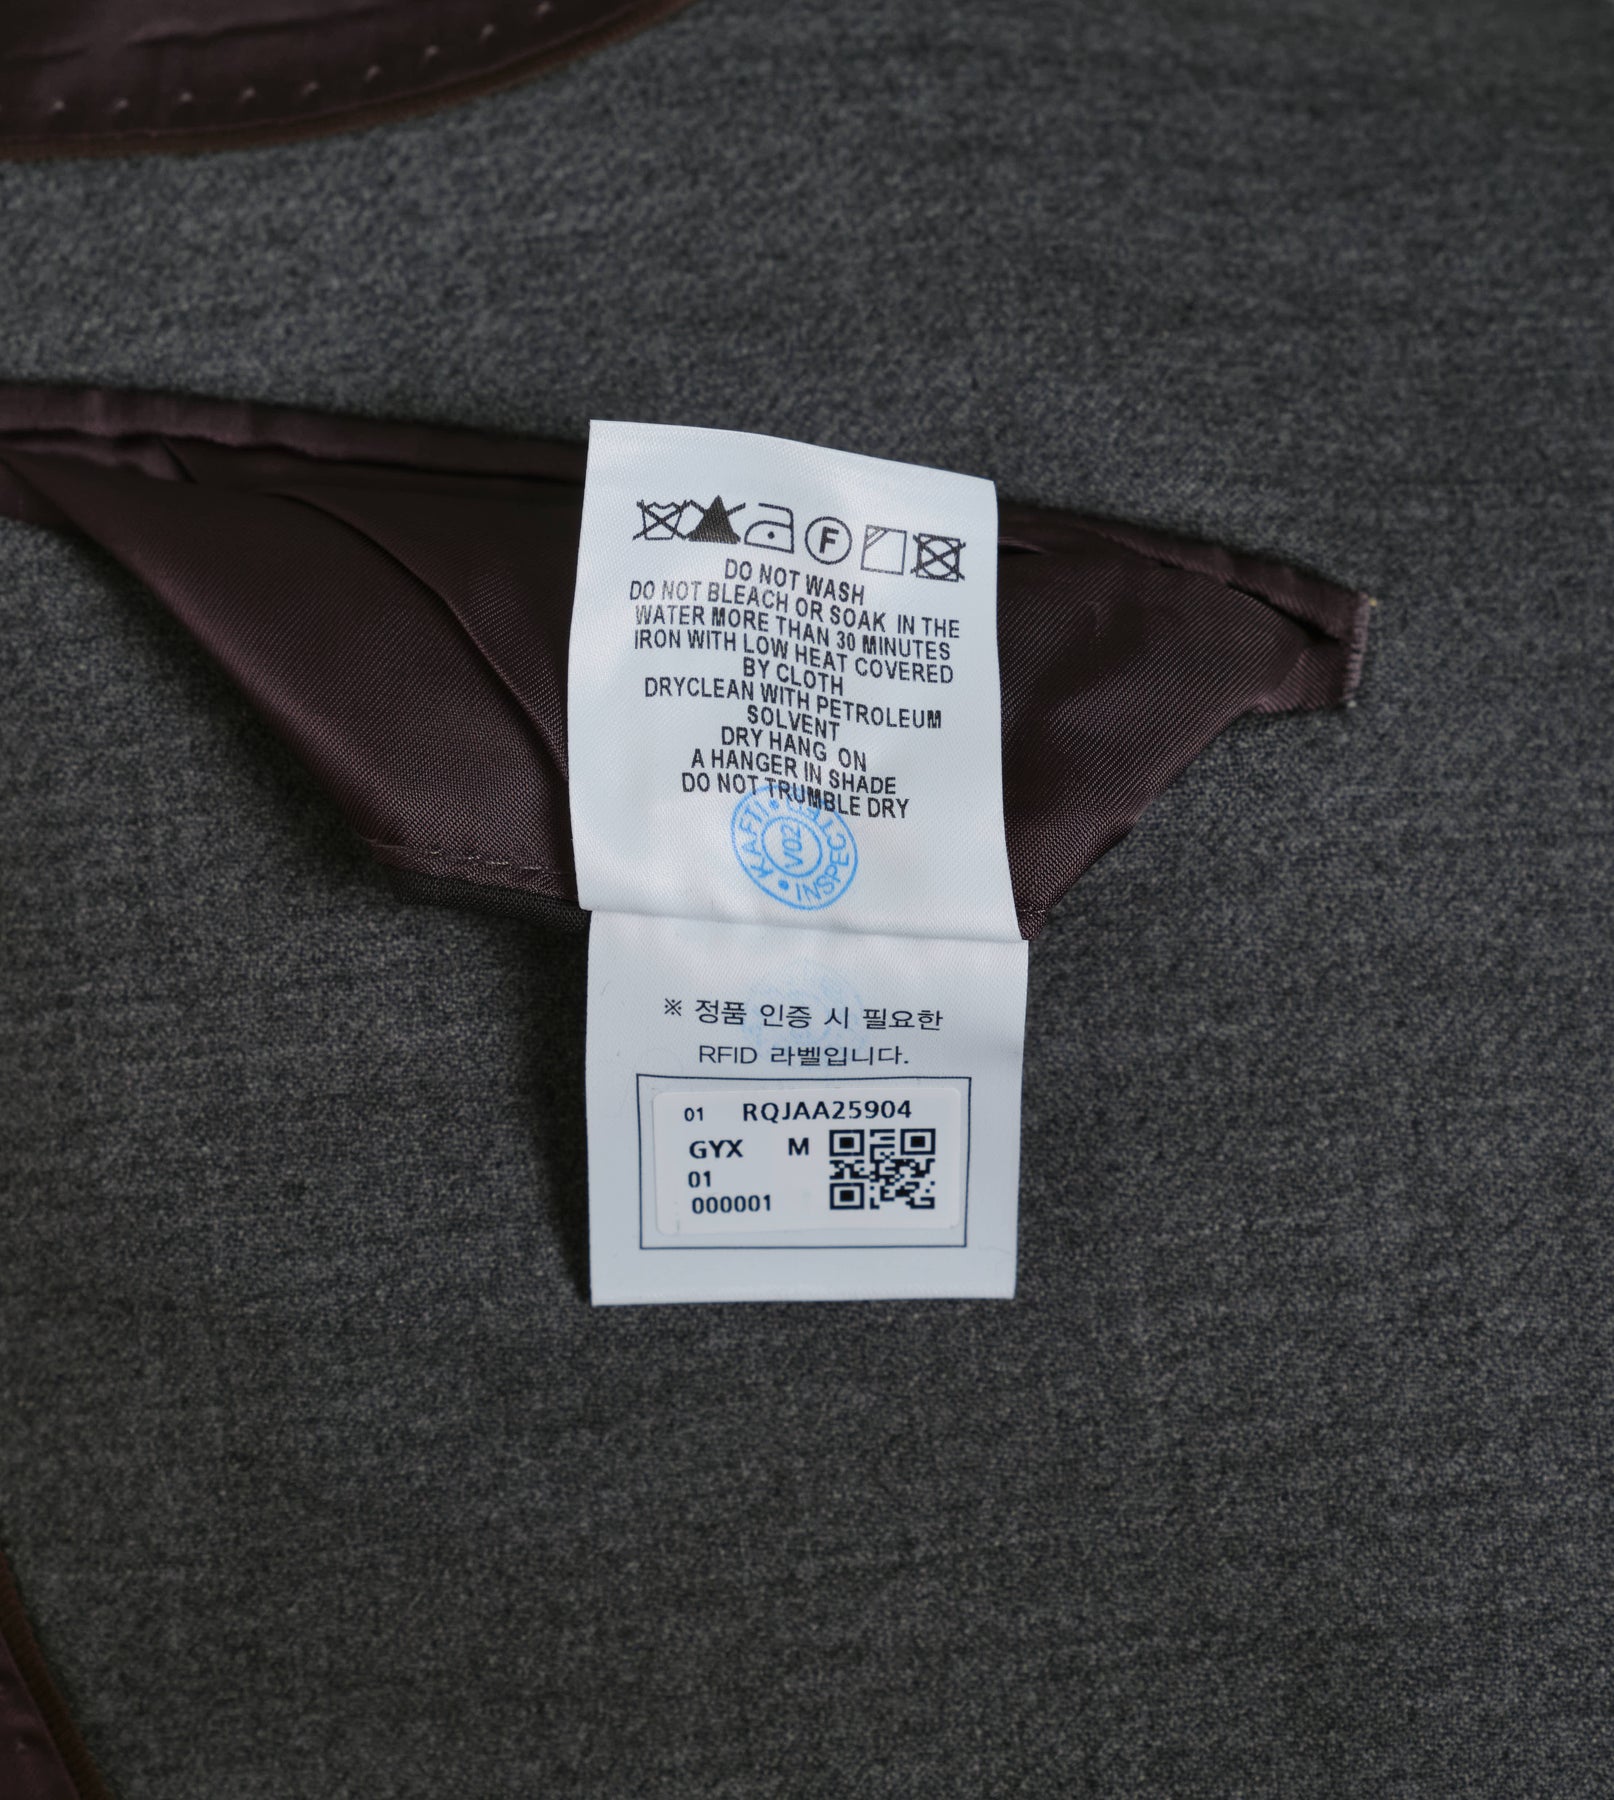 F
DO NOT WASH
DO NOT BLEACH OR SOAK IN THE
WATER MORE THAN 30 MINUTES
IRON WITH LOW HEAT COVERED
BY CLOTH
DRYCLEAN WITH PETROLEUM
SOLVENT
DRY HANG ON
A HANGER IN SHADE
DO NOT TRUMBLE DRY
K.A.F.T.I • INSPECTED •
V02
※ 정품 인증 시 필요한
RFID 라벨입니다.
01 RQJAA25904
GYX M
01
000001